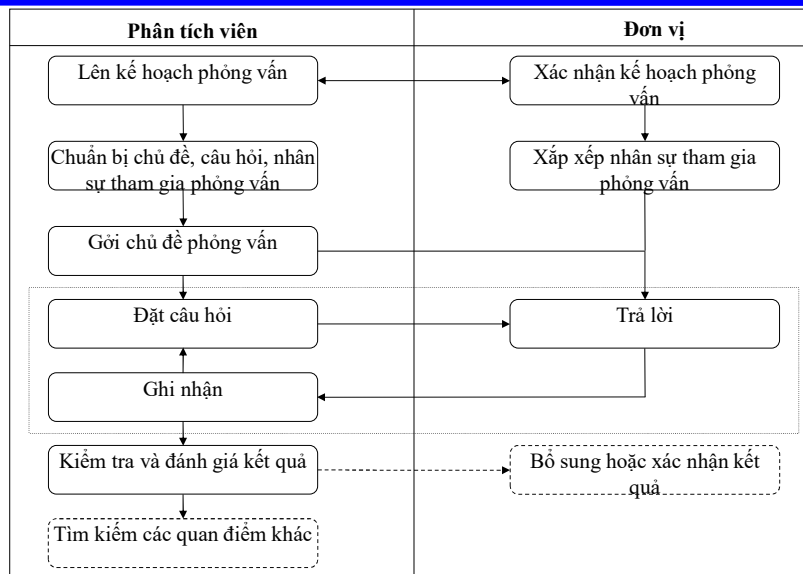 Phân tích viên
Đơn vị
Lên kế hoạch phỏng vấn
Xác nhận kế hoạch phỏng
vấn
Chuẩn bị chủ đề, câu hỏi, nhân
sự tham gia phỏng vấn
Xắp xếp nhân sự tham gia
phỏng vấn
Gởi chủ đề phỏng vấn
Đặt câu hỏi
Trả lời
Ghi nhận
Kiểm tra và đánh giá kết quả
Bổ sung hoặc xác nhận kết
quả
Tìm kiếm các quan điểm khác